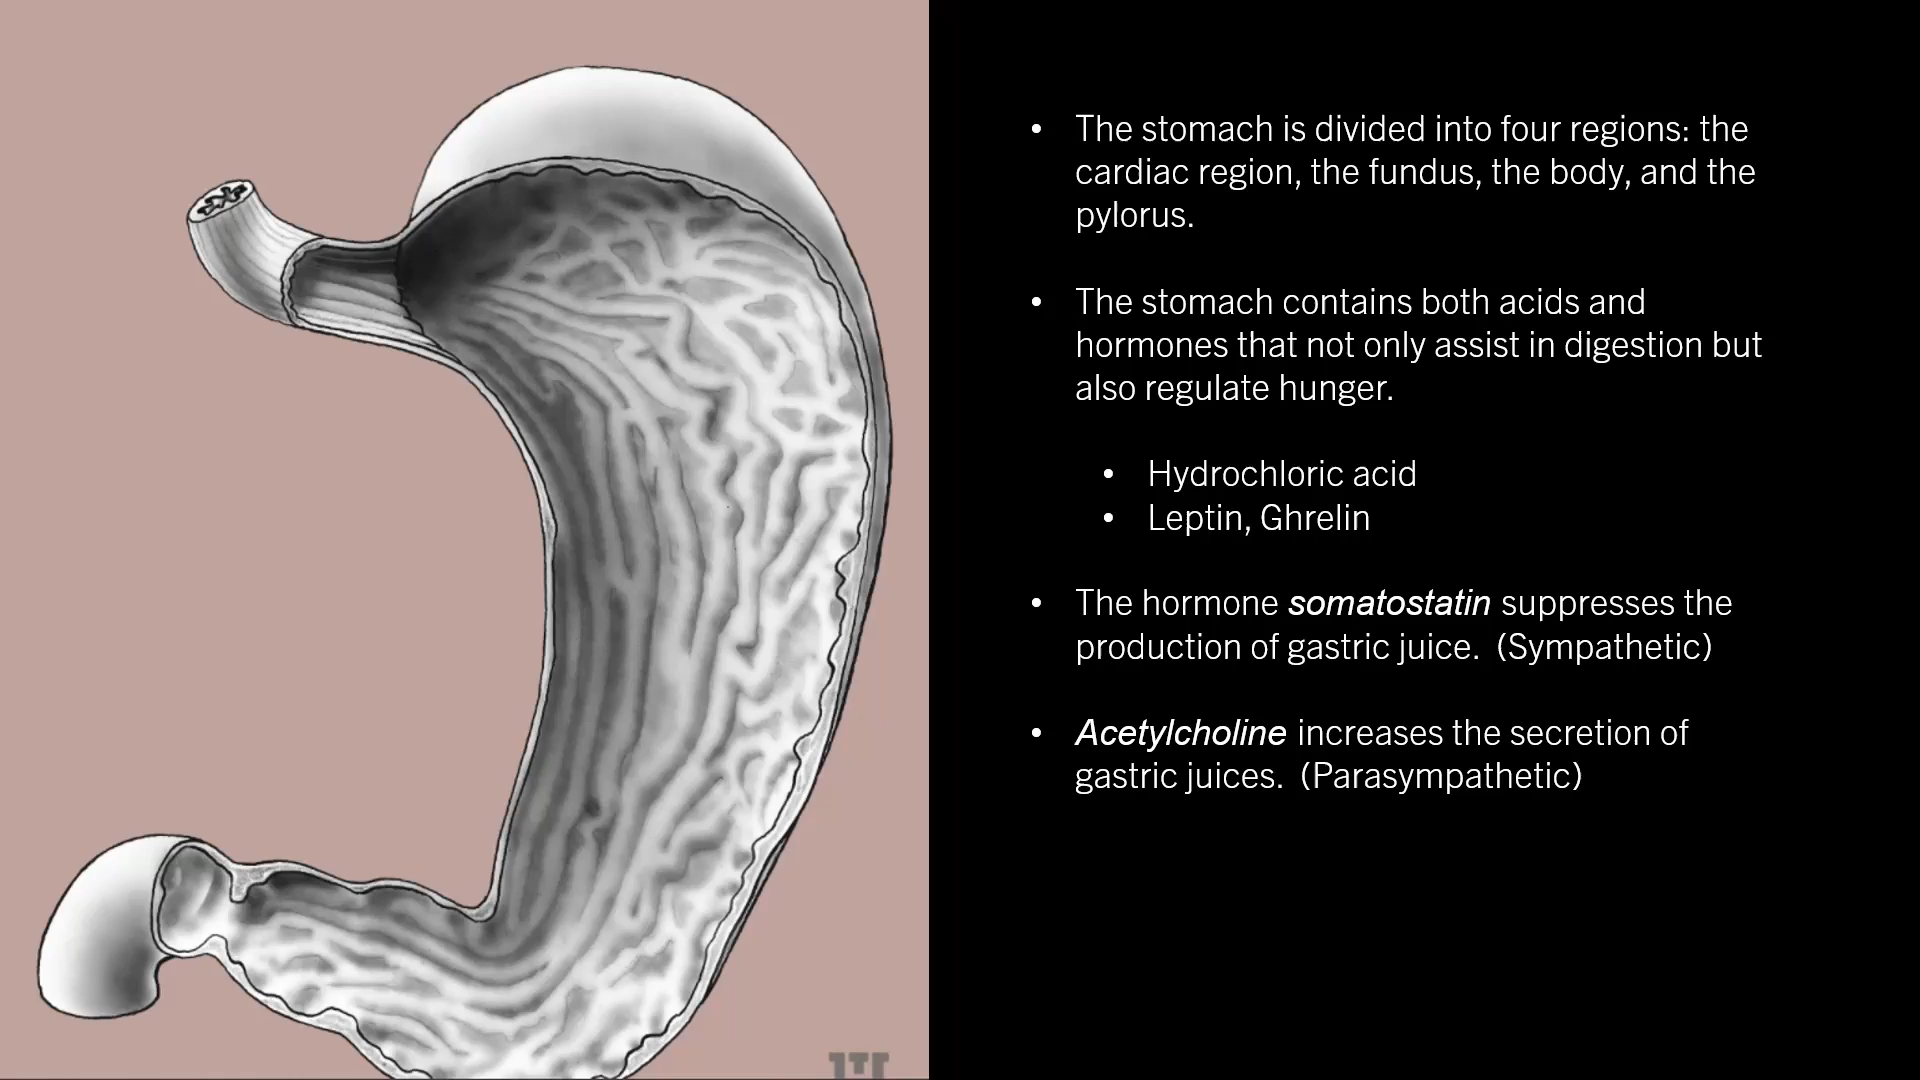 • The stomach is divided into four regions: the
cardiac region, the fundus, the body, and the
pylorus.
• The stomach contains both acids and
hormones that not only assist in digestion but
also regulate hunger.
• Hydrochloric acid
• Leptin, Ghrelin
• The hormone somatostatin suppresses the
production of gastric juice. (Sympathetic)
• Acetylcholine increases the secretion of
gastric juices. (Parasympathetic)